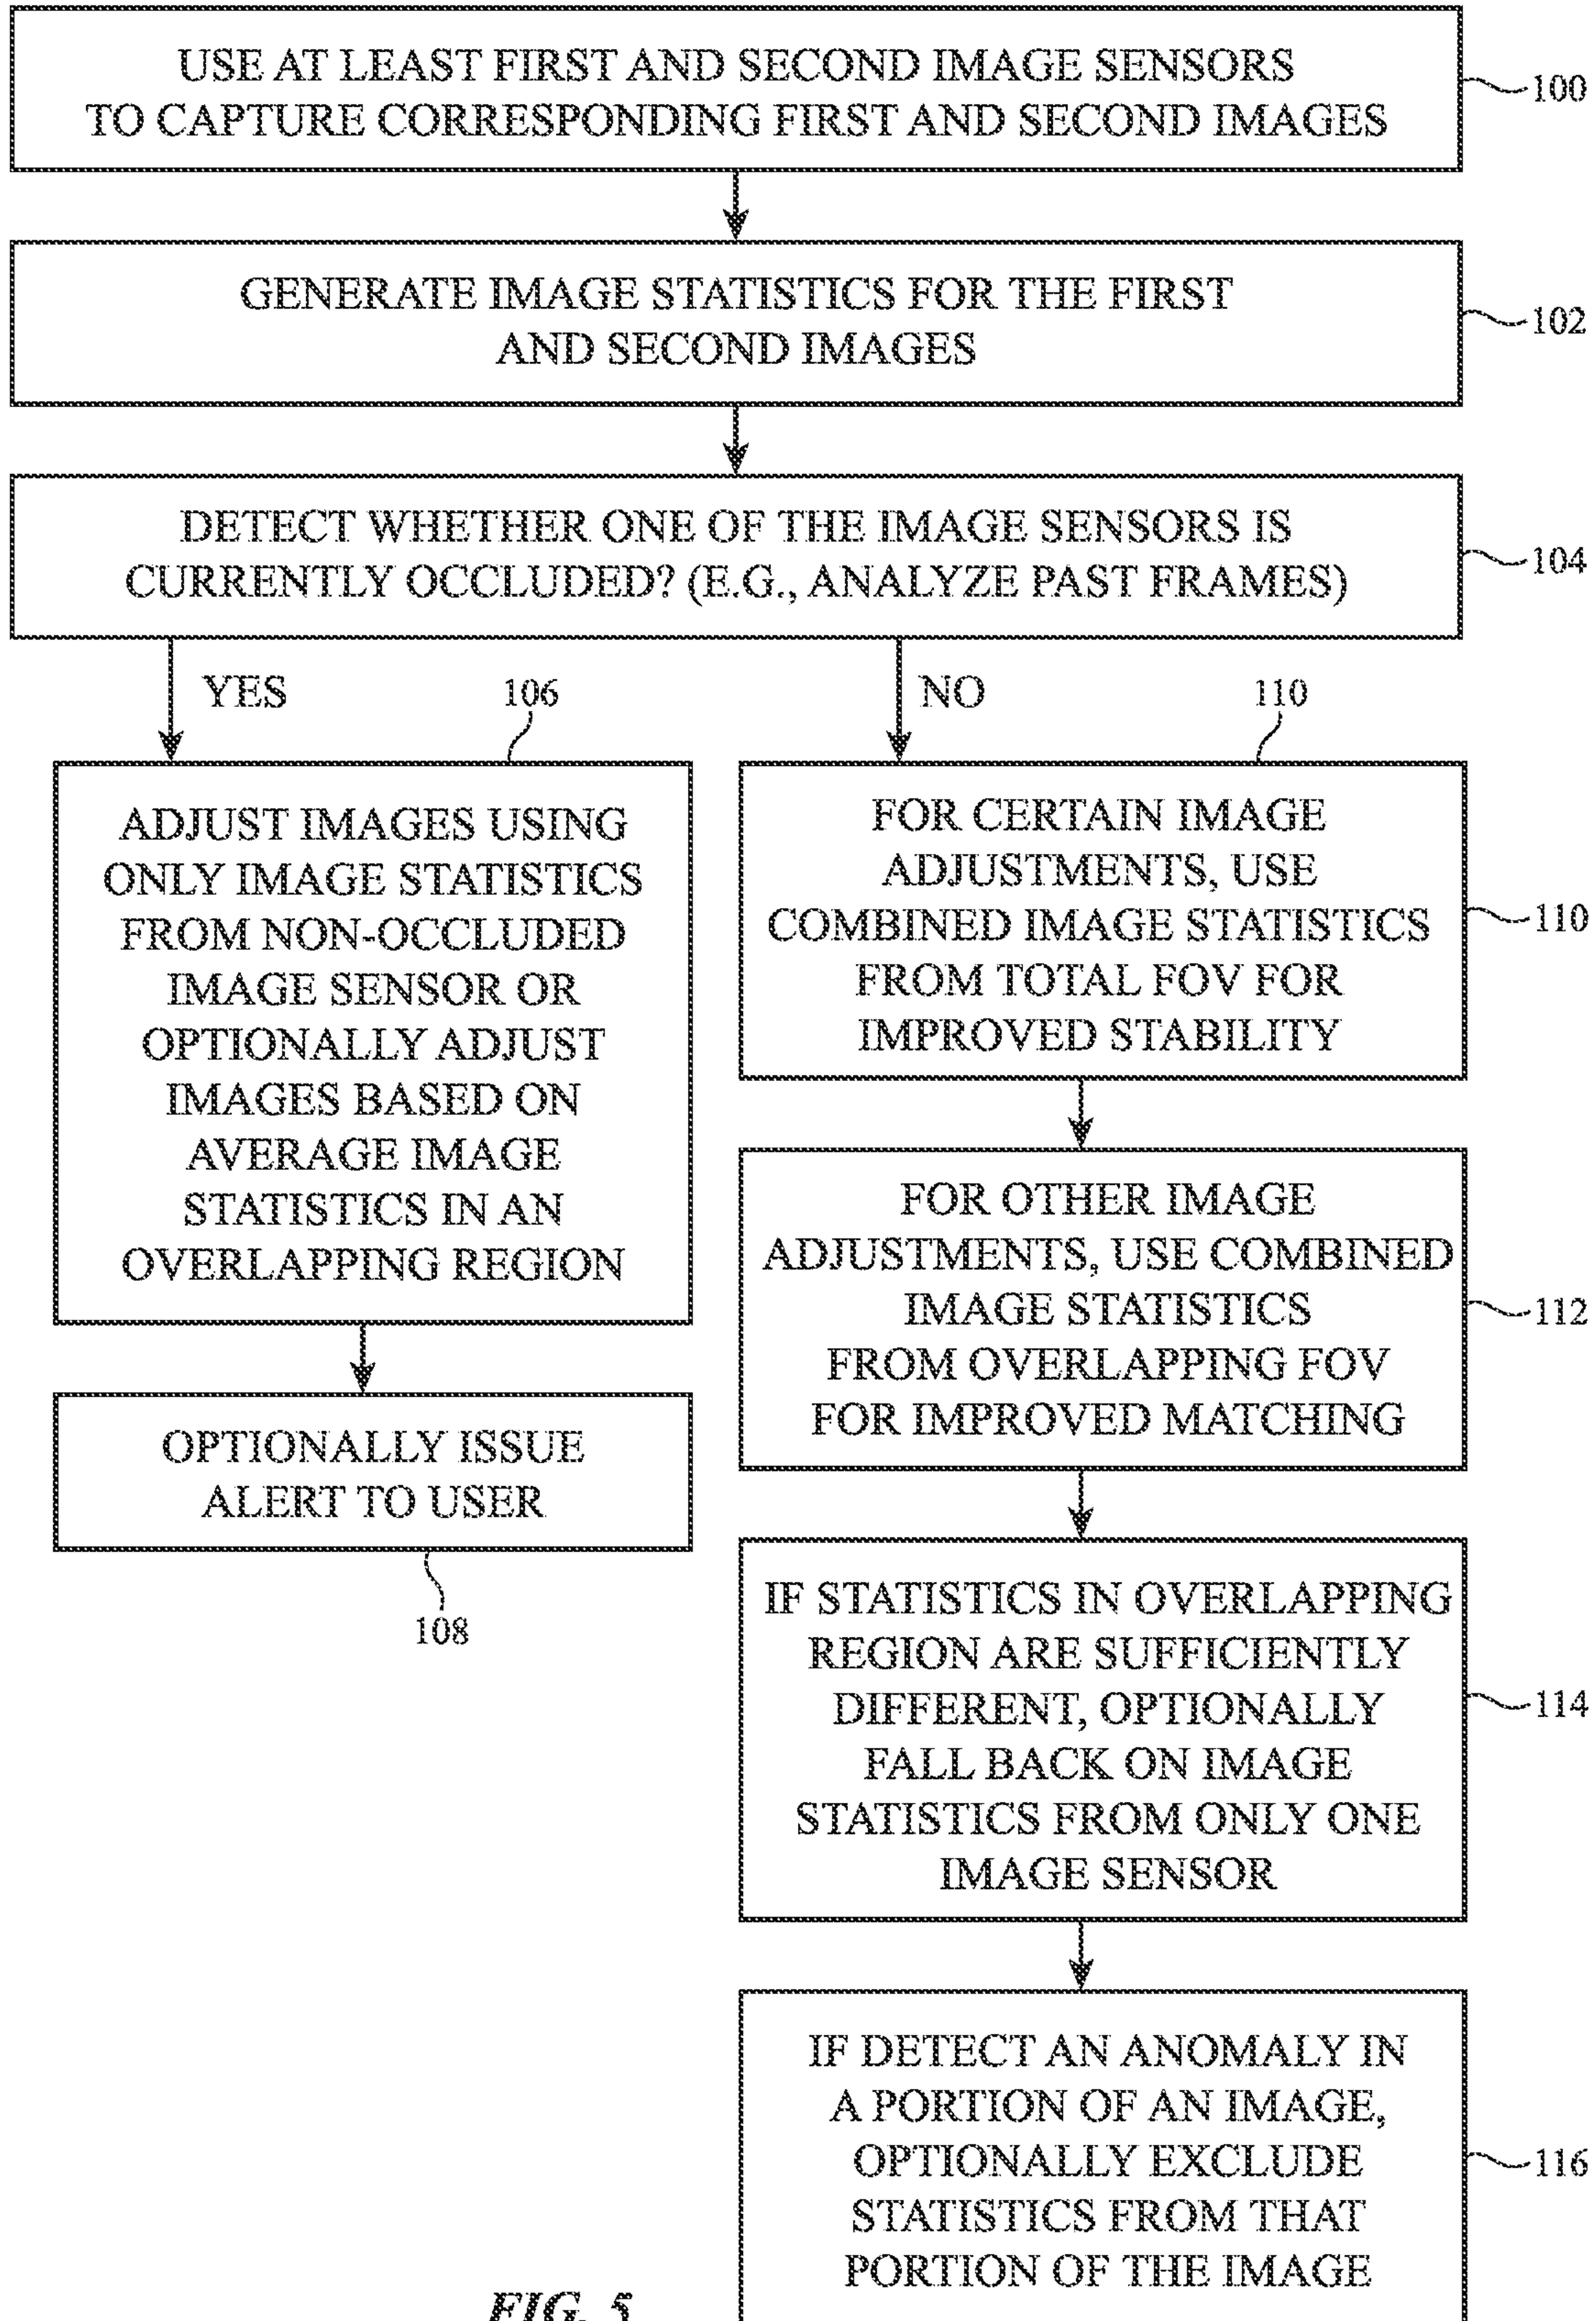 USE AT LEAST FIRST AND SECOND IMAGE SENSORS
TO CAPTURE CORRESPONDING FIRST AND SECOND IMAGES
100
GENERATE IMAGE STATISTICS FOR THE FIRST
AND SECOND IMAGES
102
DETECT WHETHER ONE OF THE IMAGE SENSORS IS
CURRENTLY OCCLUDED? (E.G., ANALYZE PAST FRAMES)
104
YES
106
ADJUST IMAGES USING
ONLY IMAGE STATISTICS
FROM NON-OCCLUDED
IMAGE SENSOR OR
OPTIONALLY ADJUST
IMAGES BASED ON
AVERAGE IMAGE
STATISTICS IN AN
OVERLAPPING REGION
OPTIONALLY ISSUE
ALERT TO USER
108
NO
110
FOR CERTAIN IMAGE
ADJUSTMENTS, USE
COMBINED IMAGE STATISTICS
FROM TOTAL FOV FOR
IMPROVED STABILITY
110
FOR OTHER IMAGE
ADJUSTMENTS, USE COMBINED
IMAGE STATISTICS
FROM OVERLAPPING FOV
FOR IMPROVED MATCHING
112
IF STATISTICS IN OVERLAPPING
REGION ARE SUFFICIENTLY
DIFFERENT, OPTIONALLY
FALL BACK ON IMAGE
STATISTICS FROM ONLY ONE
IMAGE SENSOR
114
IF DETECT AN ANOMALY IN
A PORTION OF AN IMAGE,
OPTIONALLY EXCLUDE
STATISTICS FROM THAT
PORTION OF THE IMAGE
116
FIG. 5